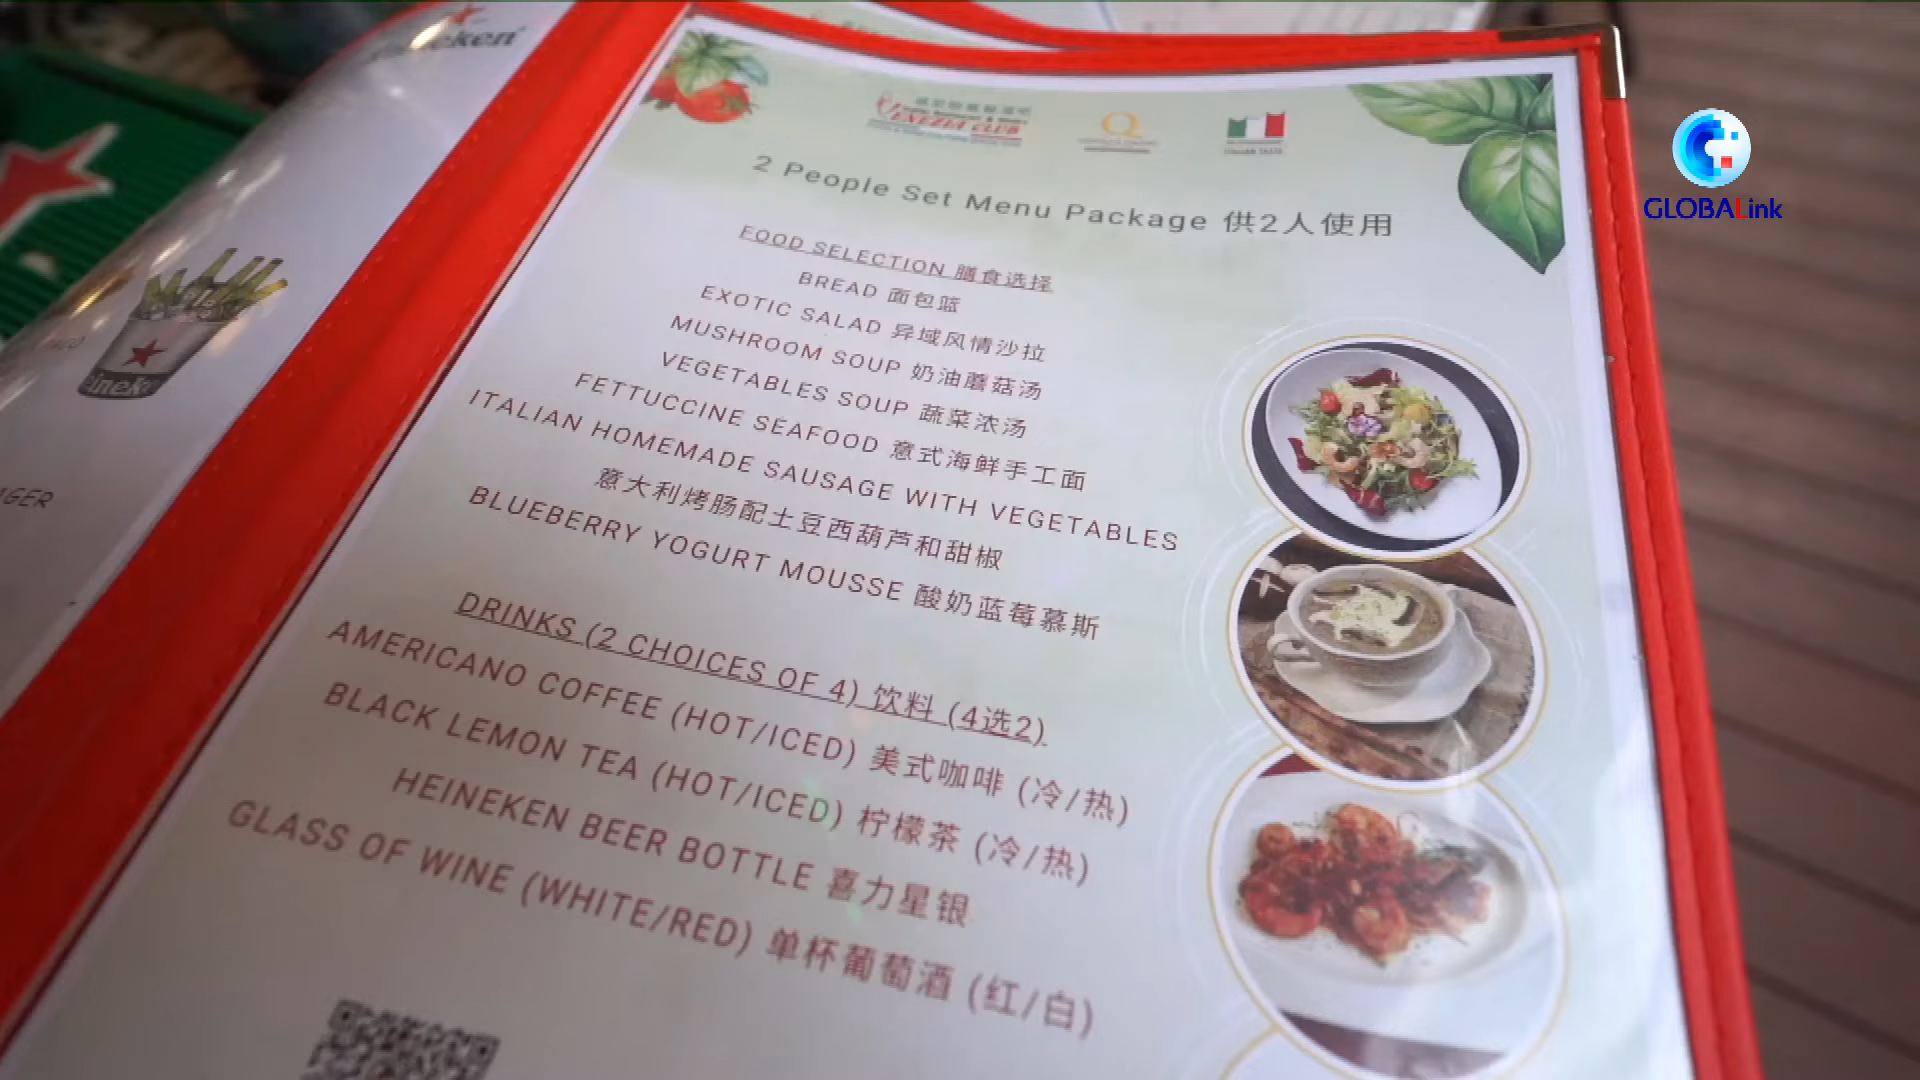 VENEZIA CLUB
GLOBALink
2 People Set Menu Package 供2人使用
FOOD SELECTION 膳食选择
BREAD 面包篮
EXOTIC SALAD 异域风情沙拉
MUSHROOM SOUP 奶油蘑菇汤
VEGETABLES SOUP 蔬菜浓汤
FETTUCCINE SEAFOOD 意式海鲜手工面
ITALIAN HOMEMADE SAUSAGE WITH VEGETABLES
意大利烤肠配土豆西葫芦和甜椒
BLUEBERRY YOGURT MOUSSE 酸奶蓝莓慕斯
DRINKS (2 CHOICES OF 4) 饮料 (4选2)
AMERICANO COFFEE (HOT/ICED) 美式咖啡 (冷/热)
BLACK LEMON TEA (HOT/ICED) 柠檬茶 (冷/热)
HEINEKEN BEER BOTTLE 喜力星银
GLASS OF WINE (WHITE/RED) 单杯葡萄酒 (红/白)